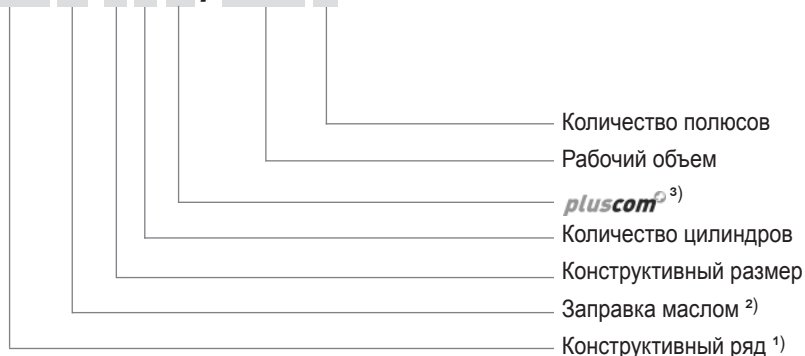 Количество полюсов
Рабочий объем
pluscom ³)
Количество цилиндров
Конструктивный размер
Заправка маслом ²)
Конструктивный ряд ¹)